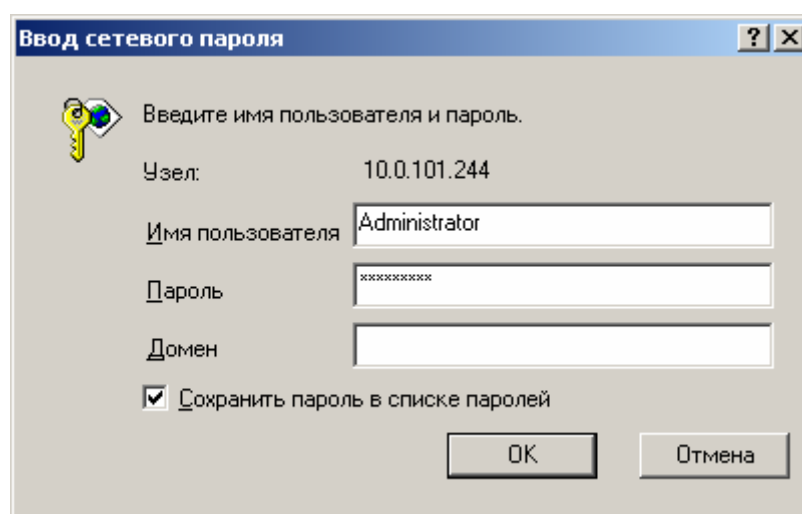 Ввод сетевого пароля
Введите имя пользователя и пароль.
Узел: 10.0.101.244
Имя пользователя Administrator
Пароль *********
Домен
Сохранить пароль в списке паролей
OK Отмена